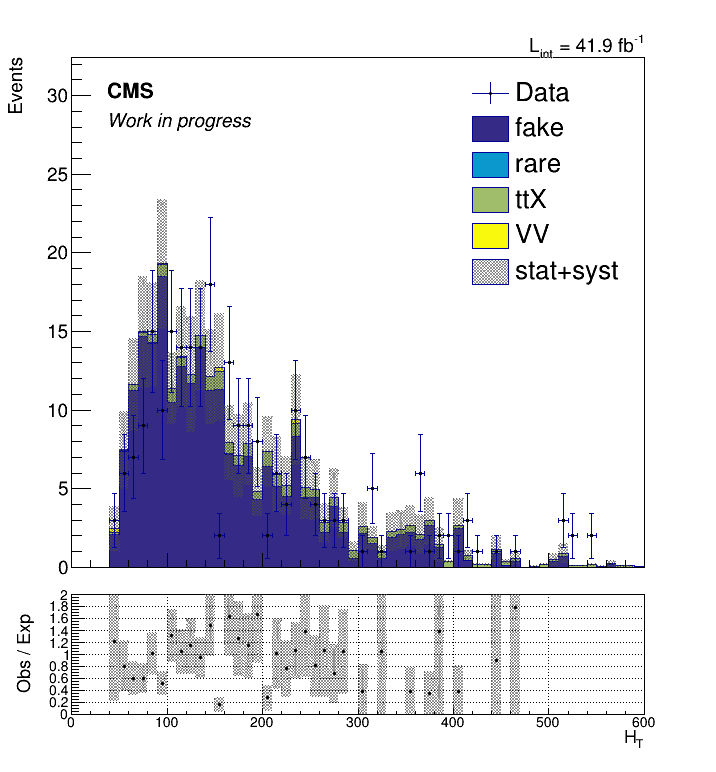 L_int = 41.9 fb^-1
Events
CMS
Work in progress
Data
fake
rare
ttX
VV
stat+syst
30
25
20
15
10
5
0
Obs / Exp
2
1.8
1.6
1.4
1.2
1
0.8
0.6
0.4
0.2
0
0 100 200 300 400 500 600
H_T